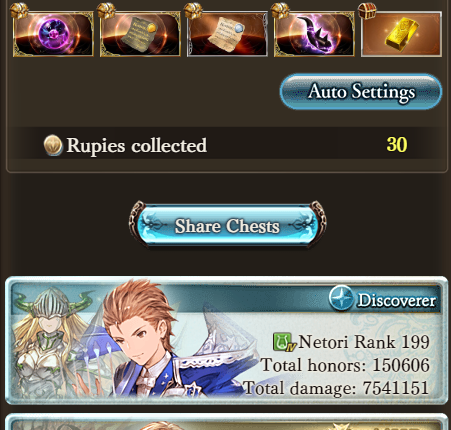 Auto Settings
Rupies collected 30
Share Chests
Discoverer
Netori Rank 199
Total honors: 150606
Total damage: 7541151